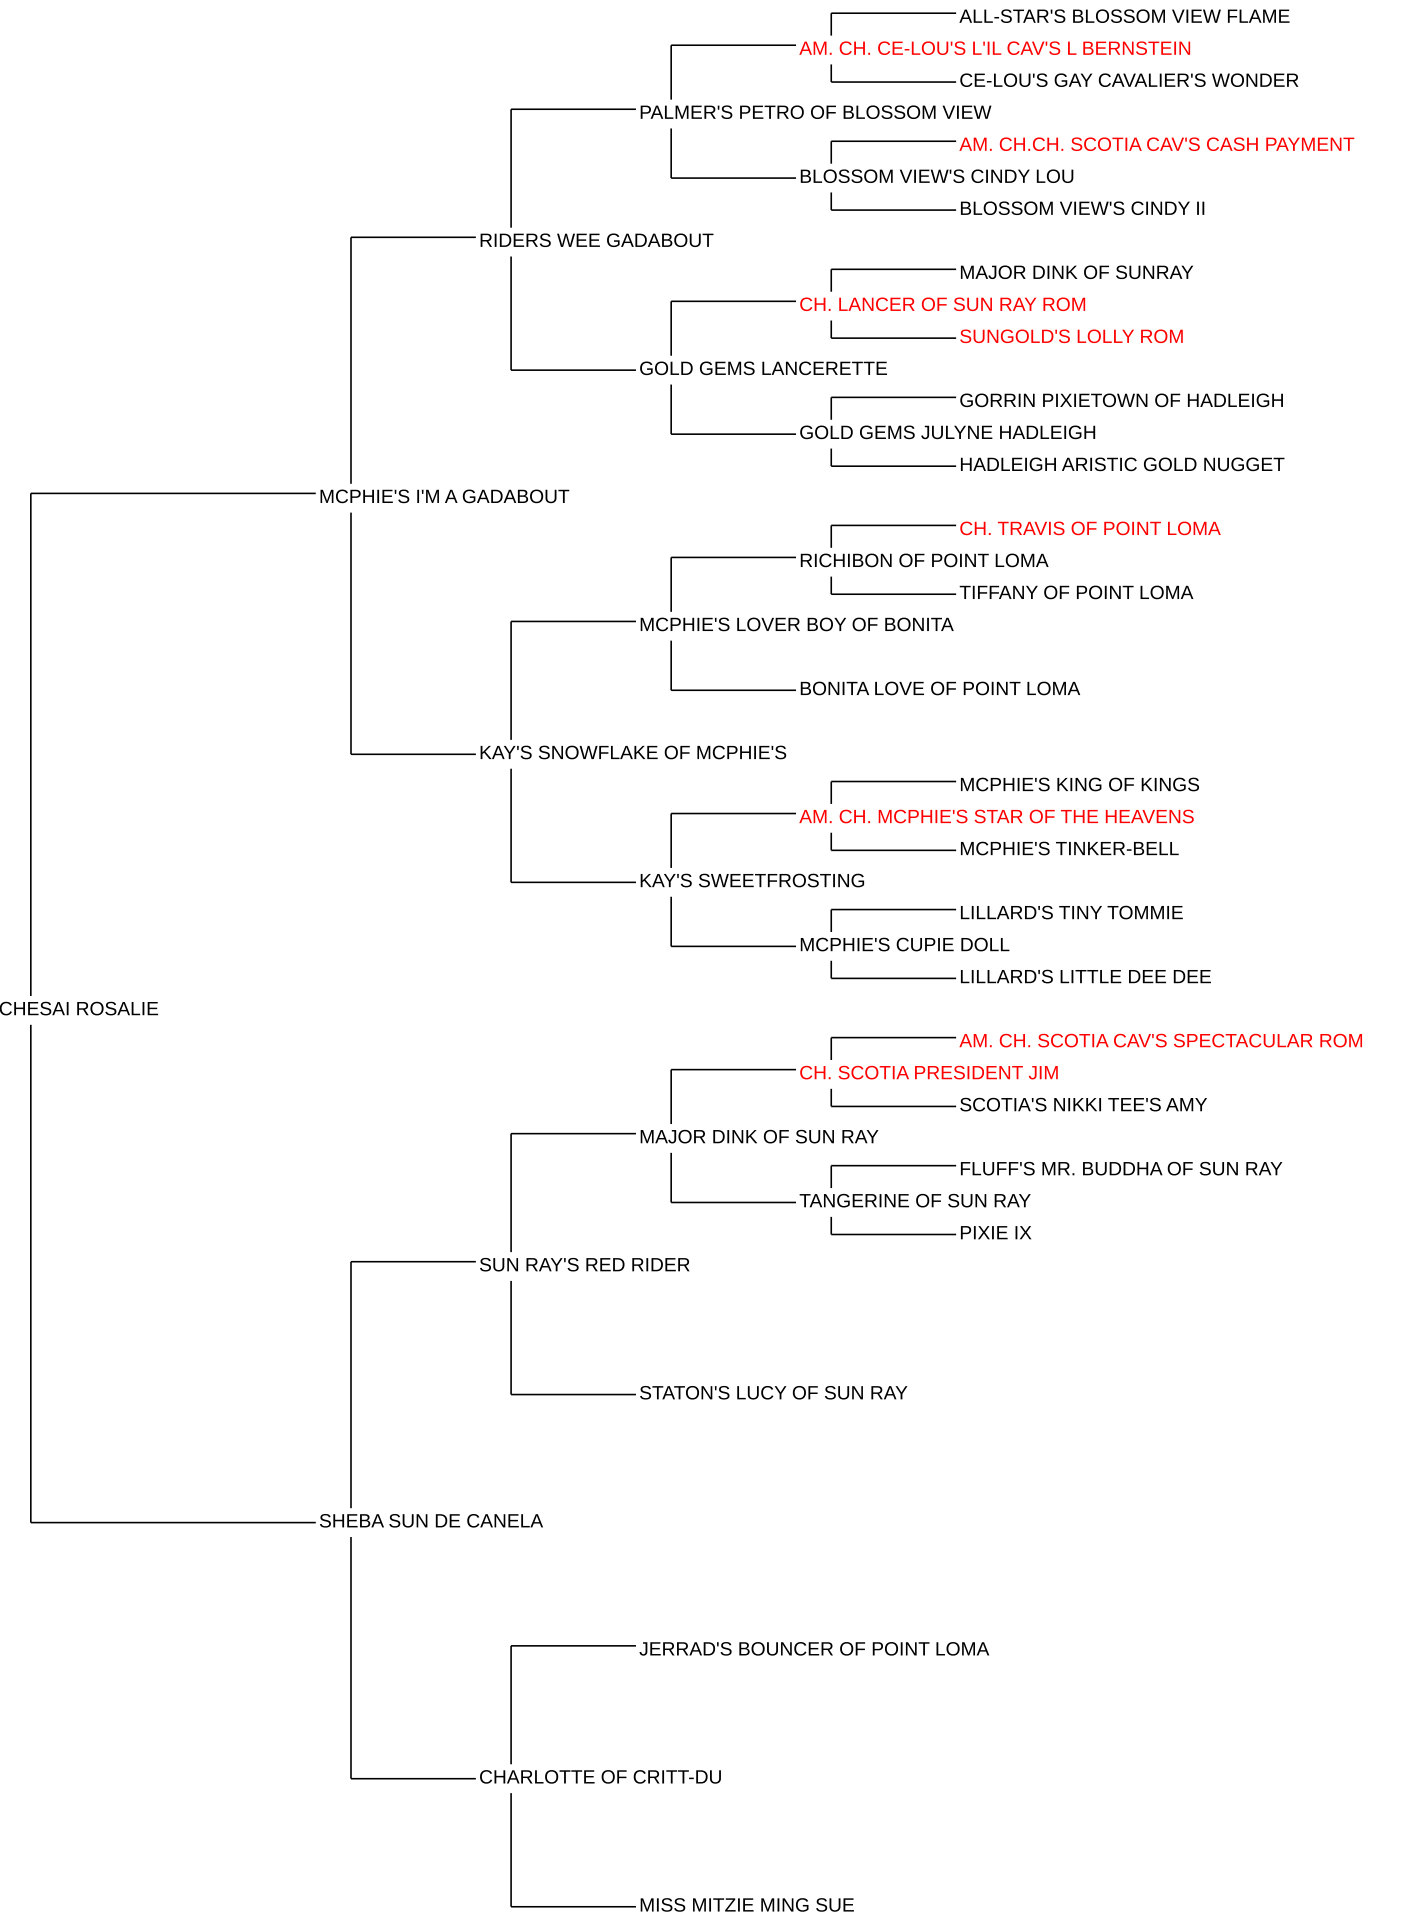 ALL-STAR'S BLOSSOM VIEW FLAME
AM. CH. CE-LOU'S L'IL CAV'S L BERNSTEIN
CE-LOU'S GAY CAVALIER'S WONDER
PALMER'S PETRO OF BLOSSOM VIEW
AM. CH.CH. SCOTIA CAV'S CASH PAYMENT
BLOSSOM VIEW'S CINDY LOU
BLOSSOM VIEW'S CINDY II
RIDERS WEE GADABOUT
MAJOR DINK OF SUNRAY
CH. LANCER OF SUN RAY ROM
SUNGOLD'S LOLLY ROM
GOLD GEMS LANCERETTE
GORRIN PIXIETOWN OF HADLEIGH
GOLD GEMS JULYNE HADLEIGH
HADLEIGH ARISTIC GOLD NUGGET
MCPHIE'S I'M A GADABOUT
CH. TRAVIS OF POINT LOMA
RICHIBON OF POINT LOMA
TIFFANY OF POINT LOMA
MCPHIE'S LOVER BOY OF BONITA
BONITA LOVE OF POINT LOMA
KAY'S SNOWFLAKE OF MCPHIE'S
MCPHIE'S KING OF KINGS
AM. CH. MCPHIE'S STAR OF THE HEAVENS
MCPHIE'S TINKER-BELL
KAY'S SWEETFROSTING
LILLARD'S TINY TOMMIE
MCPHIE'S CUPIE DOLL
LILLARD'S LITTLE DEE DEE
CHESAI ROSALIE
AM. CH. SCOTIA CAV'S SPECTACULAR ROM
CH. SCOTIA PRESIDENT JIM
SCOTIA'S NIKKI TEE'S AMY
MAJOR DINK OF SUN RAY
FLUFF'S MR. BUDDHA OF SUN RAY
TANGERINE OF SUN RAY
PIXIE IX
SUN RAY'S RED RIDER
STATON'S LUCY OF SUN RAY
SHEBA SUN DE CANELA
JERRAD'S BOUNCER OF POINT LOMA
CHARLOTTE OF CRITT-DU
MISS MITZIE MING SUE